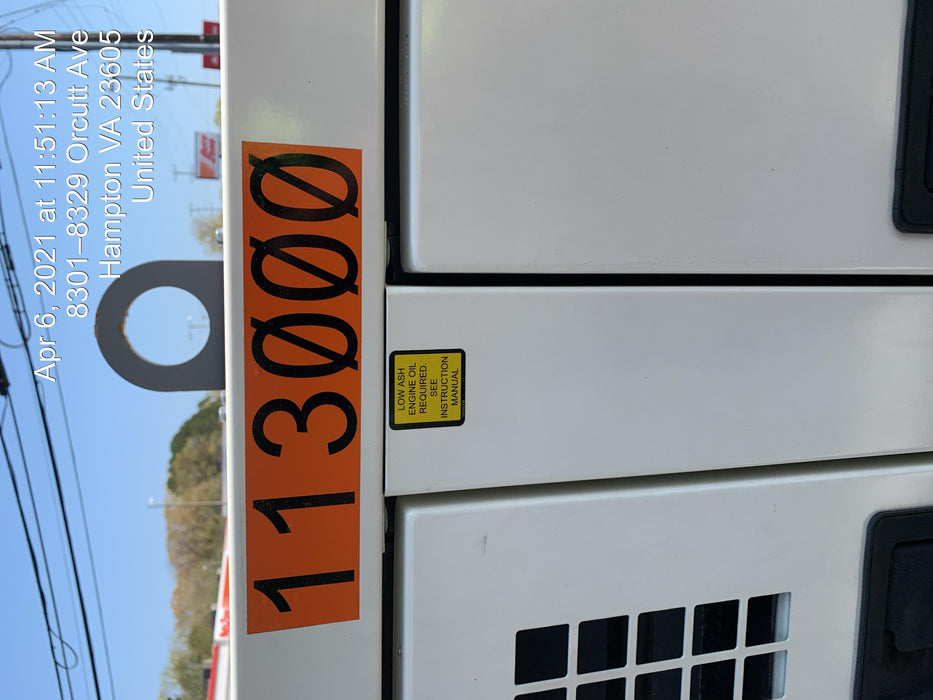 Apr 6, 2021 at 11:51:13 AM
8301–8329 Orcutt Ave
Hampton VA 23605
United States
113000
LOW ASH
ENGINE OIL
REQUIRED.
SEE
INSTRUCTION
MANUAL